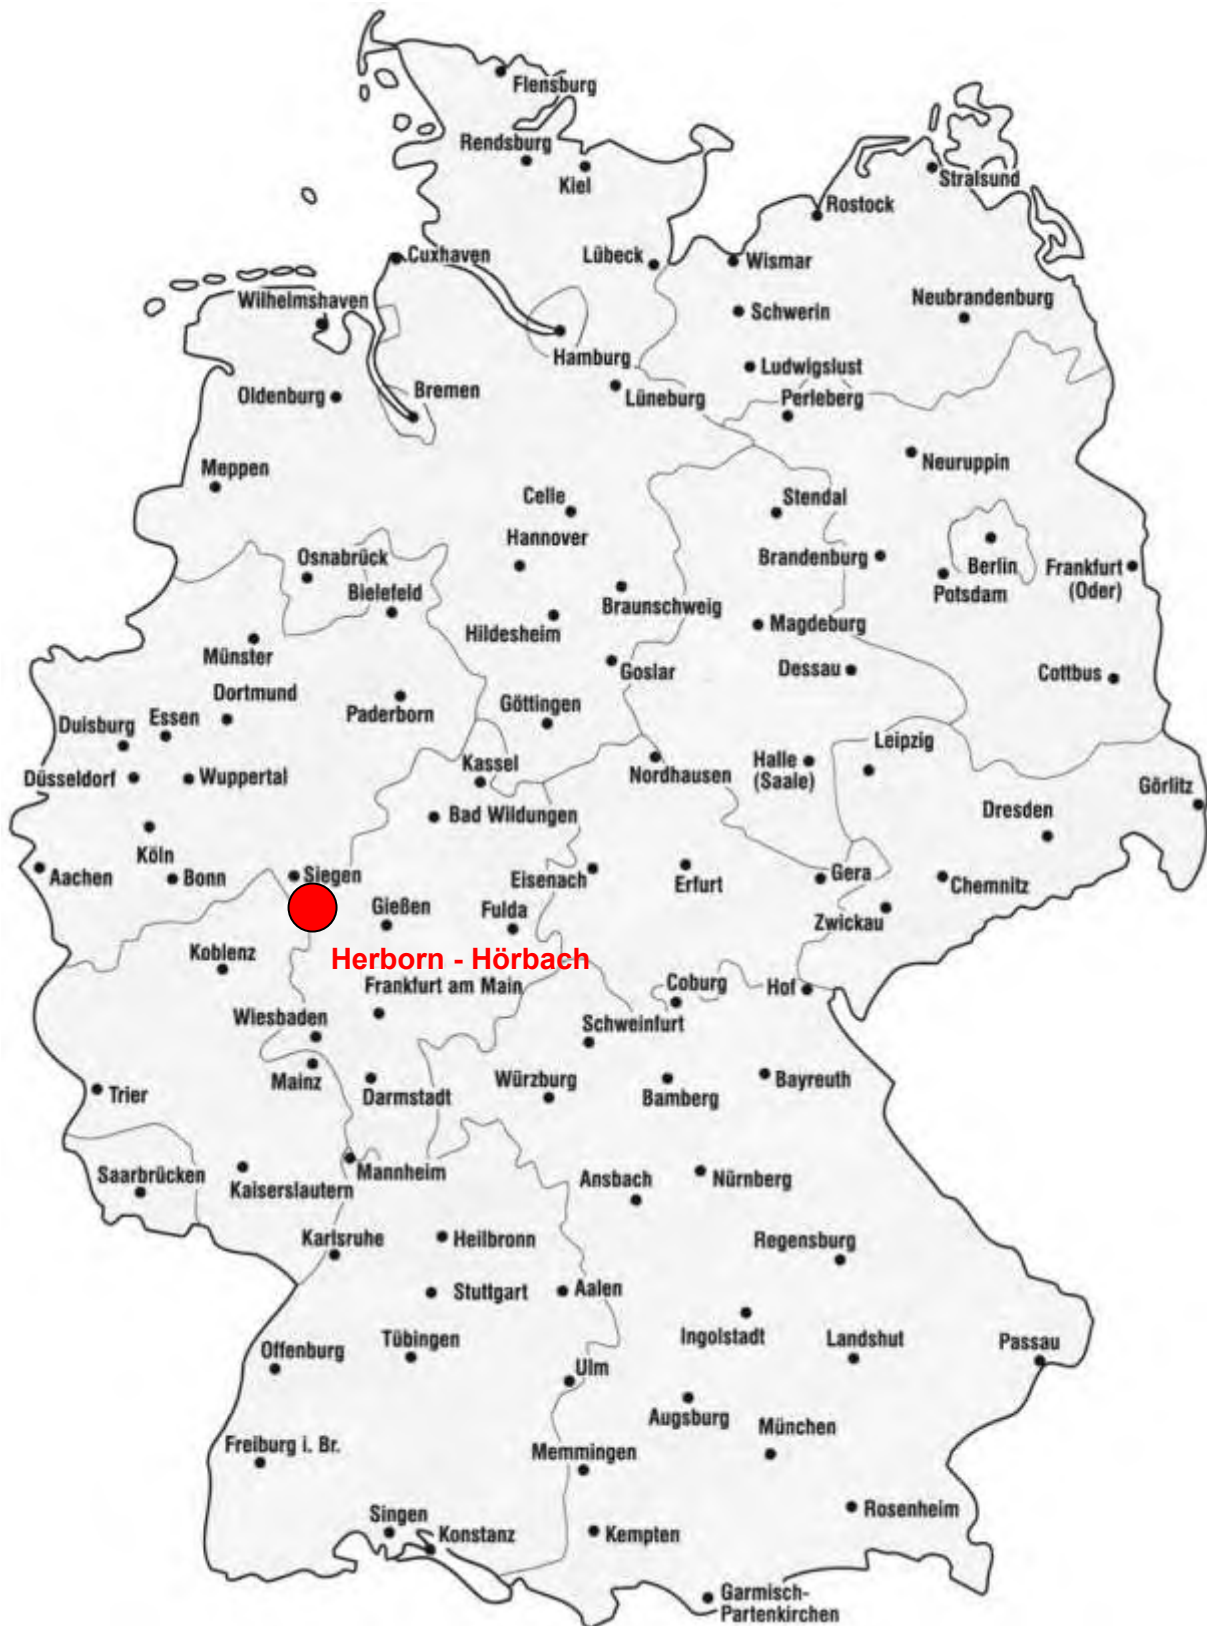 Flensburg
Rendsburg
Kiel
Stralsund
Rostock
Cuxhaven
Lübeck
Wismar
Wilhelmshaven
Neubrandenburg
Schwerin
Hamburg
Ludwigslust
Oldenburg
Bremen
Lüneburg
Perleberg
Meppen
Neuruppin
Celle
Stendal
Hannover
Osnabrück
Brandenburg
Berlin
Frankfurt
(Oder)
Bielefeld
Potsdam
Braunschweig
Hildesheim
Magdeburg
Münster
Goslar
Dessau
Cottbus
Dortmund
Paderborn
Göttingen
Duisburg
Essen
Leipzig
Düsseldorf
Wuppertal
Kassel
Nordhausen
Halle
(Saale)
Görlitz
Bad Wildungen
Dresden
Köln
Aachen
Bonn
Siegen
Eisenach
Erfurt
Gera
Chemnitz
Gießen
Fulda
Zwickau
Koblenz
Herborn - Hörbach
Frankfurt am Main
Coburg
Hof
Wiesbaden
Schweinfurt
Mainz
Trier
Darmstadt
Würzburg
Bamberg
Bayreuth
Saarbrücken
Kaiserslautern
Mannheim
Ansbach
Nürnberg
Karlsruhe
Heilbronn
Regensburg
Stuttgart
Aalen
Offenburg
Tübingen
Ingolstadt
Landshut
Passau
Ulm
Augsburg
München
Freiburg i. Br.
Memmingen
Singen
Konstanz
Kempten
Rosenheim
Garmisch-
Partenkirchen